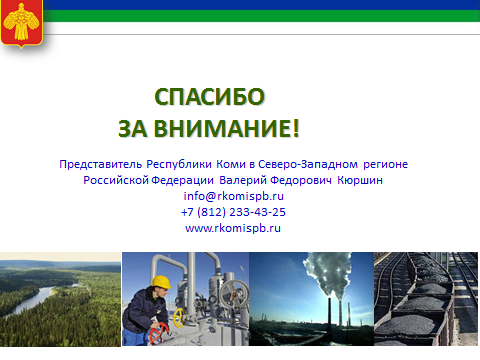 СПАСИБО
ЗА ВНИМАНИЕ!
Представитель Республики Коми в Северо-Западном регионе
Российской Федерации Валерий Федорович Кюршин
info@rkomispb.ru
+7 (812) 233-43-25
www.rkomispb.ru